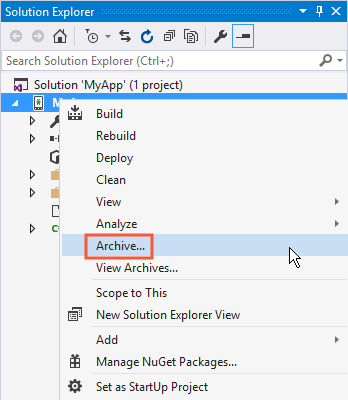 Solution Explorer
Search Solution Explorer (Ctrl+;)
Solution 'MyApp' (1 project)
Build
Rebuild
Deploy
Clean
View
Analyze
Archive...
View Archives...
Scope to This
New Solution Explorer View
Add
Manage NuGet Packages...
Set as StartUp Project